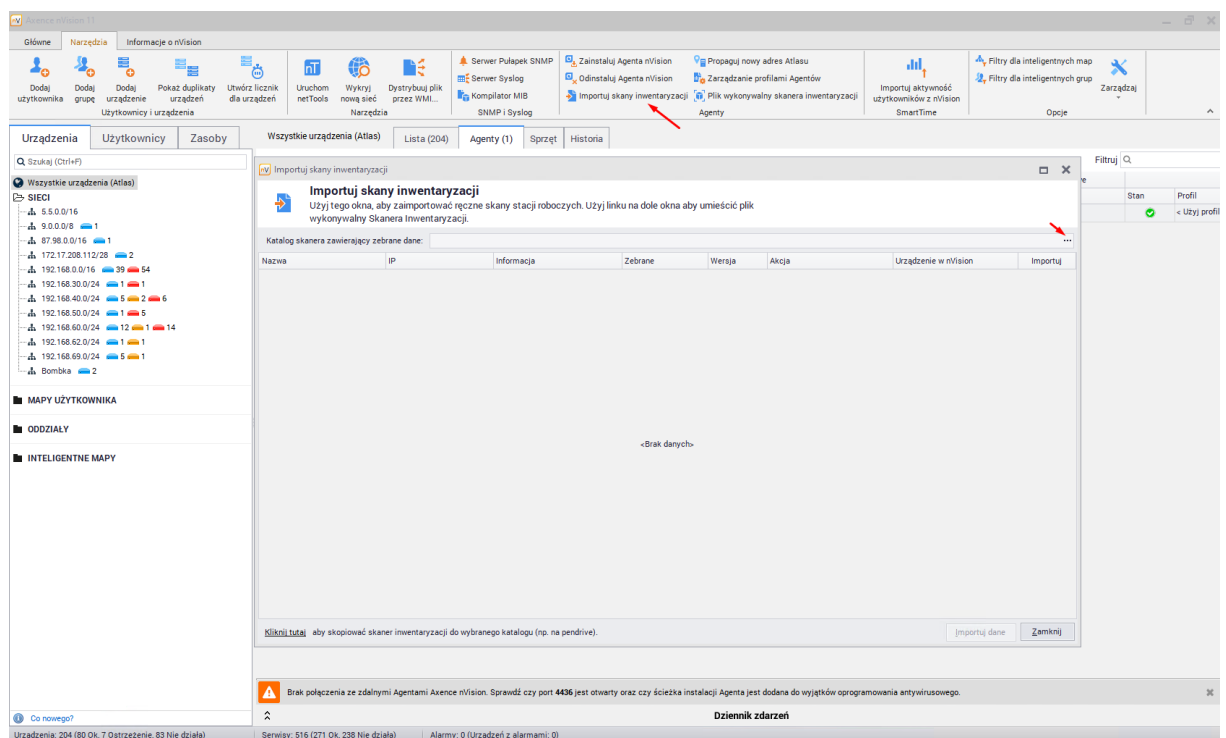 Axence nVision 11
Główne Narzędzia Informacje o nVision
Dodaj użytkownika
Dodaj grupę
Dodaj urządzenie
Pokaż duplikaty urządzeń
Utwórz licznik dla urządzeń
Użytkownicy i urządzenia
nT
Uruchom netTools
Wykryj nową sieć
Dystrybuuj plik przez WMI...
Narzędzia
Serwer Pułapek SNMP
Serwer Syslog
Kompilator MIB
SNMP i Syslog
Zainstaluj Agenta nVision
Odinstaluj Agenta nVision
Importuj skany inwentaryzacji
Propaguj nowy adres Atlasu
Zarządzanie profilami Agentów
Plik wykonywalny skanera inwentaryzacji
Agenty
Importuj aktywność użytkowników z nVision
SmartTime
Filtry dla inteligentnych map
Filtry dla inteligentnych grup
Zarządzaj
Opcje
Urządzenia Użytkownicy Zasoby
Szukaj (Ctrl+F)
Wszystkie urządzenia (Atlas)
SIECI
5.5.0.0/16
9.0.0.0/8 1
87.98.0.0/16 1
172.17.208.112/28 2
192.168.0.0/16 39 54
192.168.30.0/24 1 1
192.168.40.0/24 5 2 6
192.168.50.0/24 1 5
192.168.60.0/24 12 1 14
192.168.62.0/24 1 1
192.168.69.0/24 5 1
Bombka 2
MAPY UŻYTKOWNIKA
ODDZIAŁY
INTELIGENTNE MAPY
Co nowego?
Wszystkie urządzenia (Atlas) Lista (204) Agenty (1) Sprzęt Historia
Filtruj
Stan Profil
< Użyj profil
nV Importuj skany inwentaryzacji
Importuj skany inwentaryzacji
Użyj tego okna, aby zaimportować ręczne skany stacji roboczych. Użyj linku na dole okna aby umieścić plik
wykonywalny Skanera Inwentaryzacji.
Katalog skanera zawierający zebrane dane: ...
Nazwa IP Informacja Zebrane Wersja Akcja Urządzenie w nVision Importuj
<Brak danych>
Kliknij tutaj aby skopiować skaner inwentaryzacji do wybranego katalogu (np. na pendrive).
Importuj dane Zamknij
Brak połączenia ze zdalnymi Agentami Axence nVision. Sprawdź czy port 4436 jest otwarty oraz czy ścieżka instalacji Agenta jest dodana do wyjątków oprogramowania antywirusowego.
Dziennik zdarzeń
Urządzenia: 204 (80 Ok, 7 Ostrzeżenie, 83 Nie działa) Serwisy: 516 (271 Ok, 238 Nie działa) Alarmy: 0 (Urządzeń z alarmami: 0)